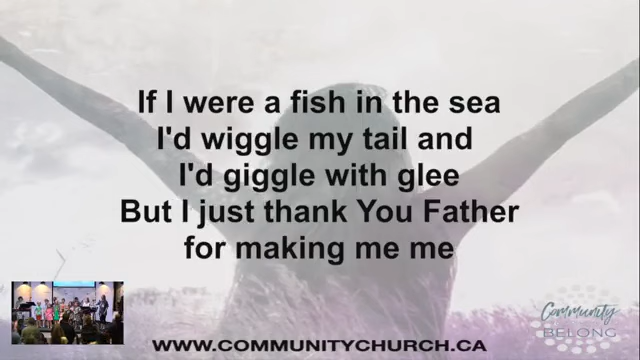 If I were a fish in the sea
I'd wiggle my tail and
I'd giggle with glee
But I just thank You Father
for making me me
Community
BELONG
WWW.COMMUNITYCHURCH.CA